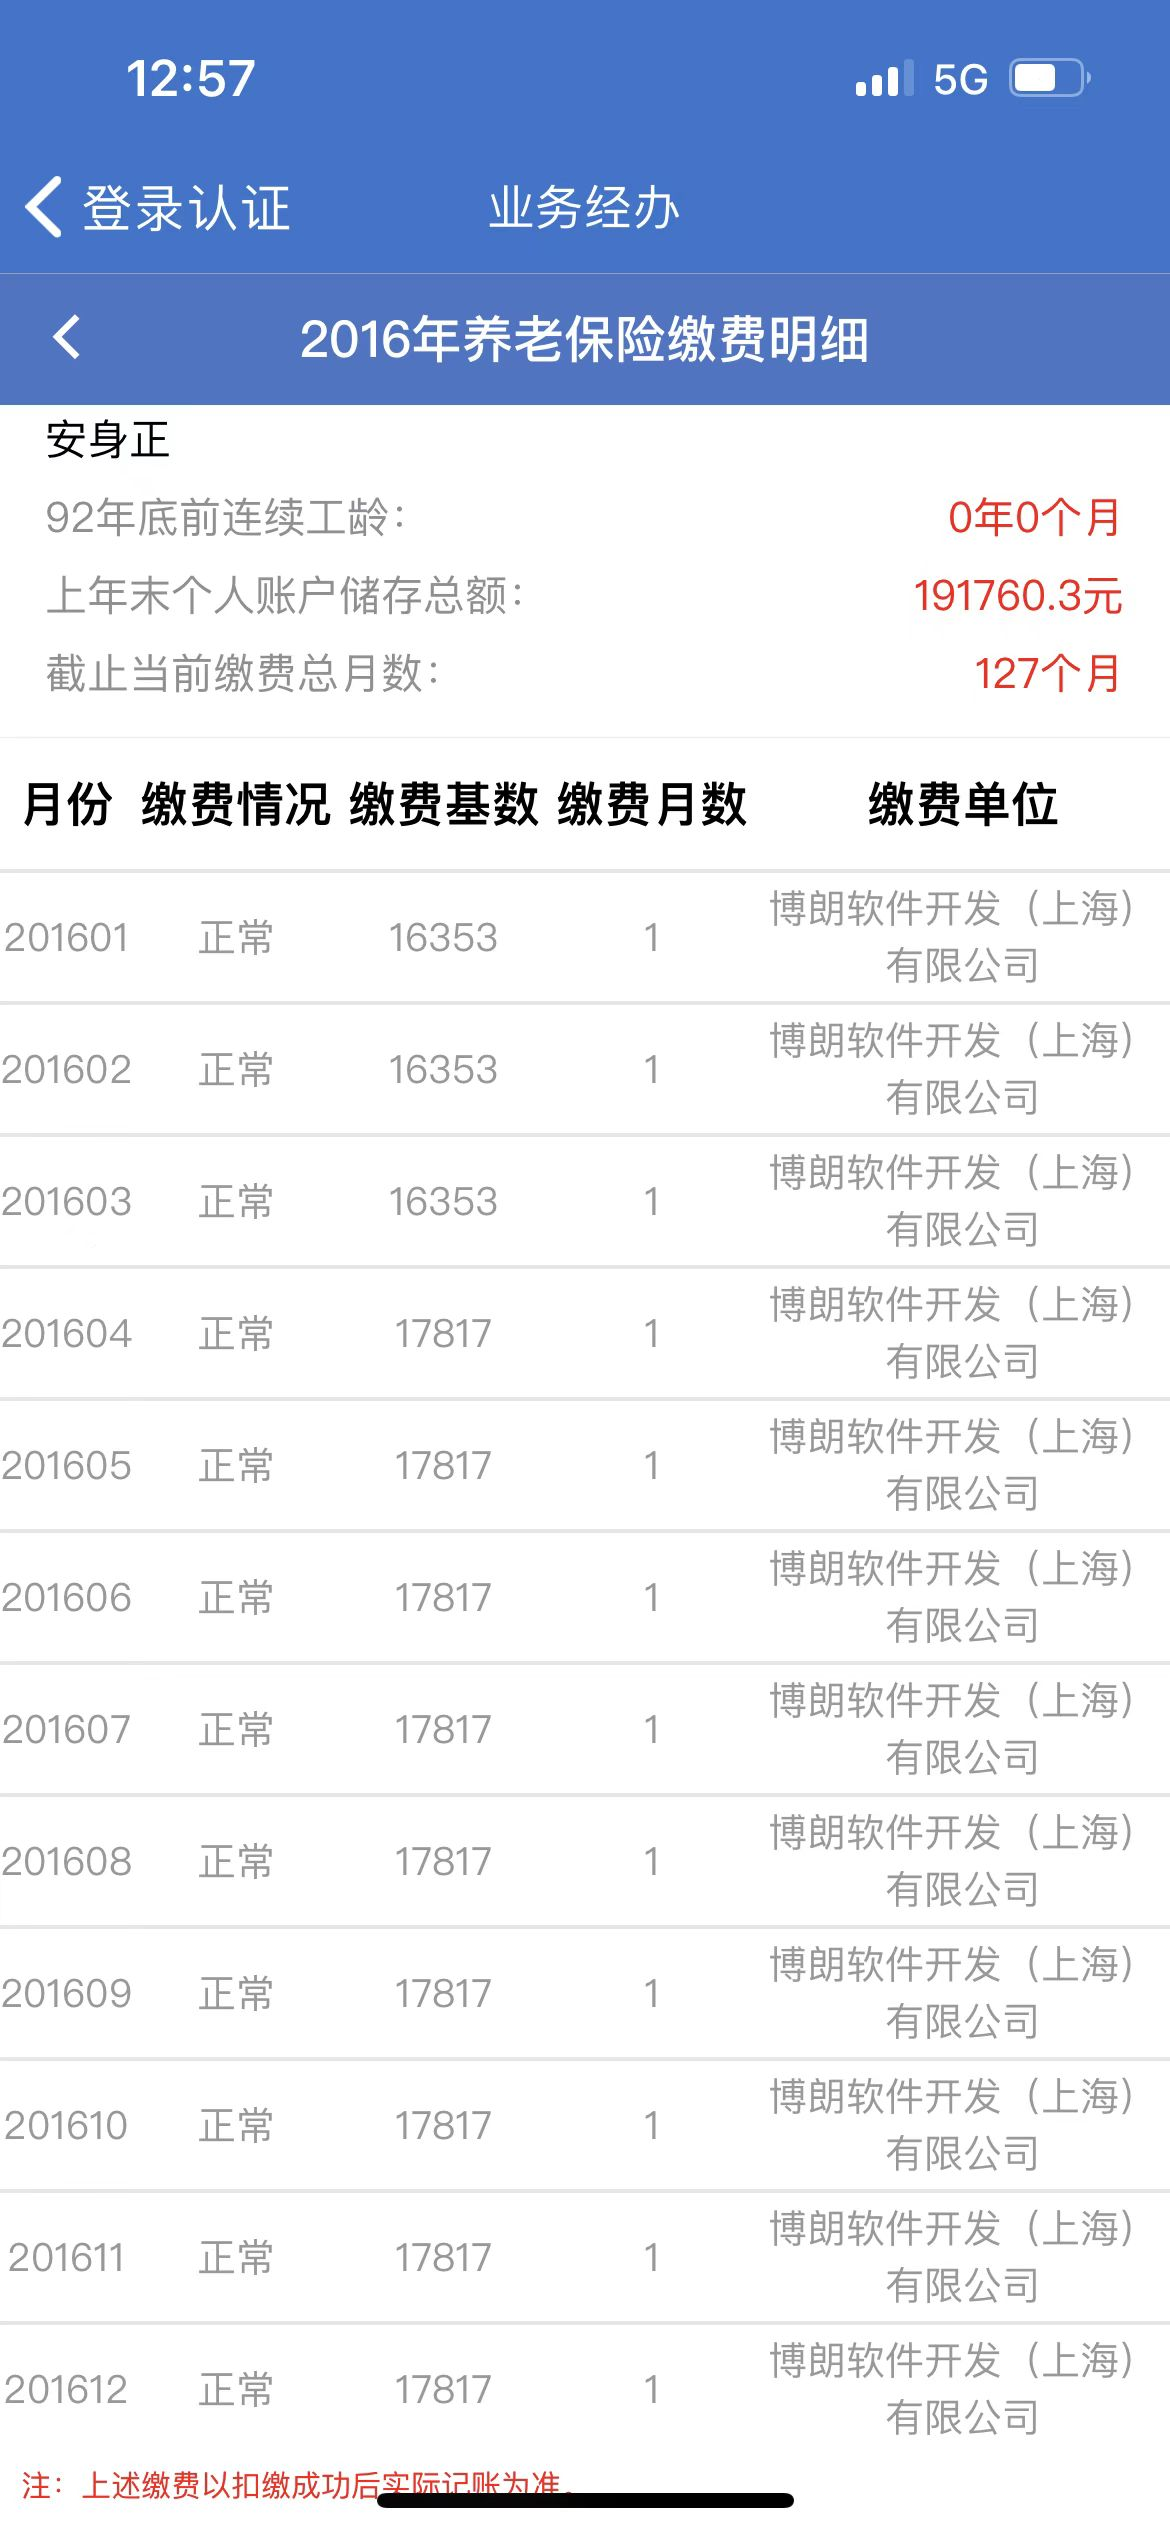 12:57 5G
登录认证 业务经办
2016年养老保险缴费明细
安身正
92年底前连续工龄： 0年0个月
上年末个人账户储存总额： 191760.3元
截止当前缴费总月数： 127个月
月份 缴费情况 缴费基数 缴费月数 缴费单位
201601 正常 16353 1 博朗软件开发（上海）
有限公司
201602 正常 16353 1 博朗软件开发（上海）
有限公司
201603 正常 16353 1 博朗软件开发（上海）
有限公司
201604 正常 17817 1 博朗软件开发（上海）
有限公司
201605 正常 17817 1 博朗软件开发（上海）
有限公司
201606 正常 17817 1 博朗软件开发（上海）
有限公司
201607 正常 17817 1 博朗软件开发（上海）
有限公司
201608 正常 17817 1 博朗软件开发（上海）
有限公司
201609 正常 17817 1 博朗软件开发（上海）
有限公司
201610 正常 17817 1 博朗软件开发（上海）
有限公司
201611 正常 17817 1 博朗软件开发（上海）
有限公司
201612 正常 17817 1 博朗软件开发（上海）
有限公司
注：上述缴费以扣缴成功后实际记账为准。